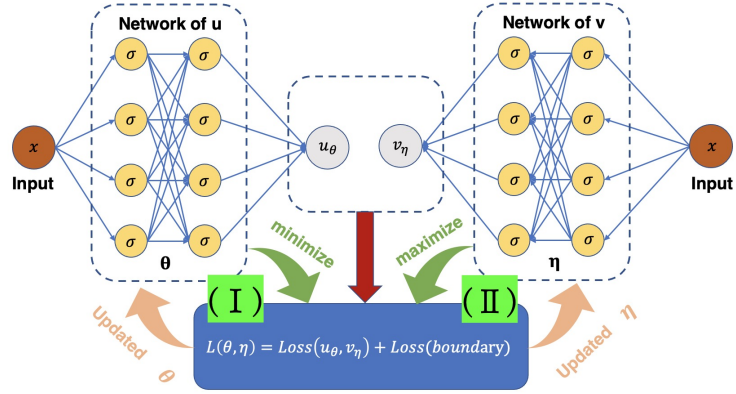 Network of u
Network of v
σ σ
σ σ
σ σ
σ σ
σ σ
σ σ
σ σ
σ σ
x
Input
u_θ
v_η
x
Input
θ
η
minimize
maximize
(Ⅰ)
(Ⅱ)
Updated θ
Updated η
L(θ, η) = Loss(u_θ, v_η) + Loss(boundary)